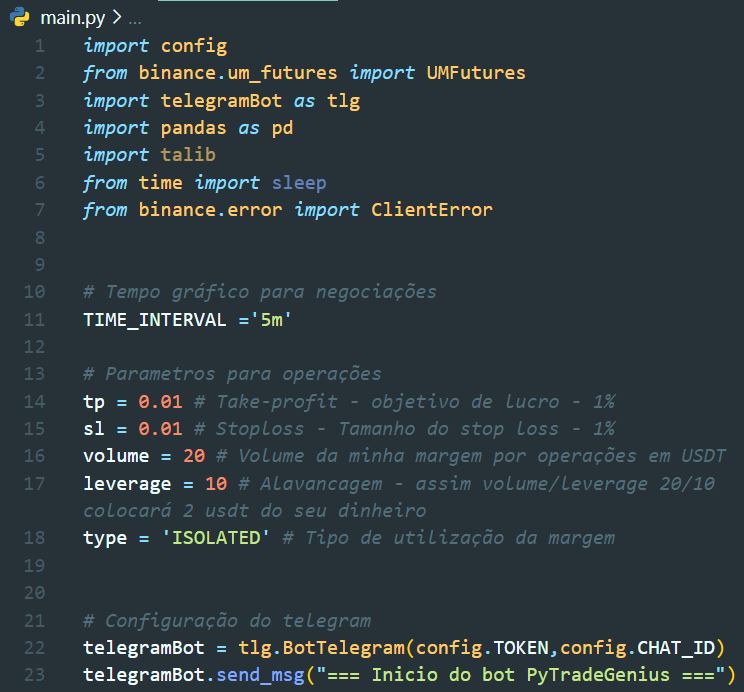 main.py > ...
1 import config
2 from binance.um_futures import UMFutures
3 import telegramBot as tlg
4 import pandas as pd
5 import talib
6 from time import sleep
7 from binance.error import ClientError
8
9
10 # Tempo gráfico para negociações
11 TIME_INTERVAL ='5m'
12
13 # Parametros para operações
14 tp = 0.01 # Take-profit - objetivo de lucro - 1%
15 sl = 0.01 # Stoploss - Tamanho do stop loss - 1%
16 volume = 20 # Volume da minha margem por operações em USDT
17 leverage = 10 # Alavancagem - assim volume/leverage 20/10
colocará 2 usdt do seu dinheiro
18 type = 'ISOLATED' # Tipo de utilização da margem
19
20
21 # Configuração do telegram
22 telegramBot = tlg.BotTelegram(config.TOKEN,config.CHAT_ID)
23 telegramBot.send_msg("=== Inicio do bot PyTradeGenius ===")